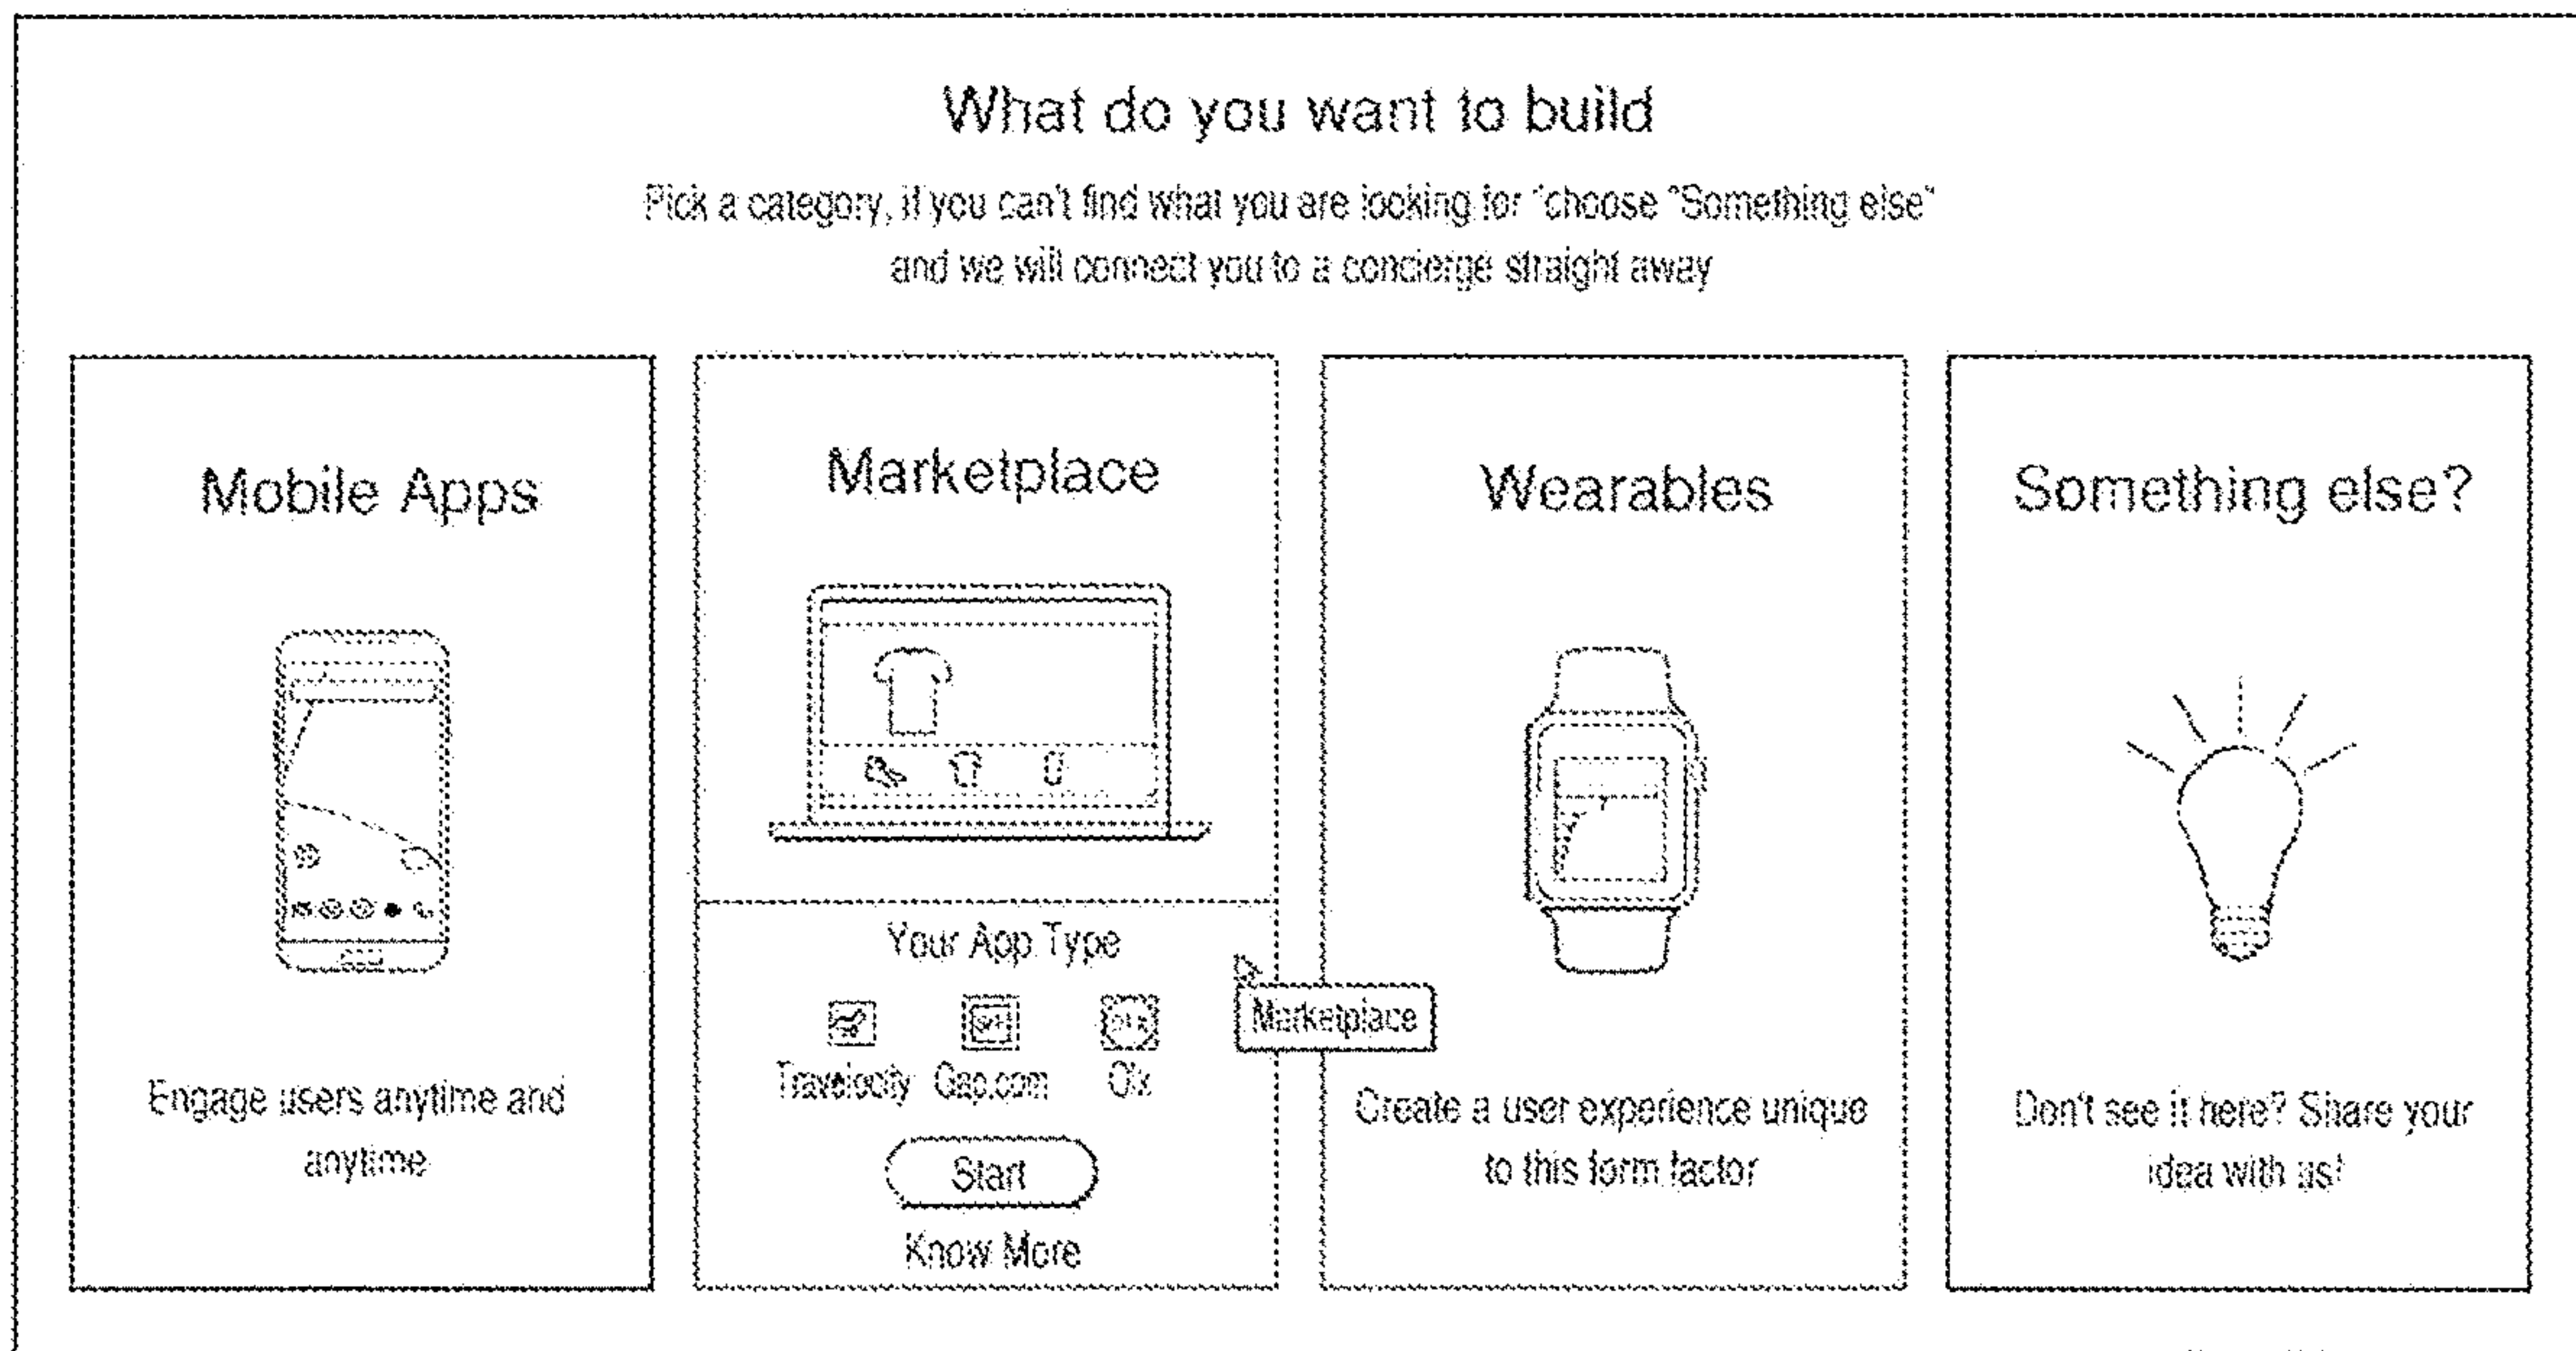 What do you want to build
Pick a category, if you can't find what you are looking for "choose "Something else"
and we will connect you to a concierge straight away
Mobile Apps
Engage users anytime and
anytime
Marketplace
Your App Type
Travelocity Gap.com Olx
Start
Know More
Marketplace
Wearables
Create a user experience unique
to this form factor
Something else?
Don't see it here? Share your
idea with us!